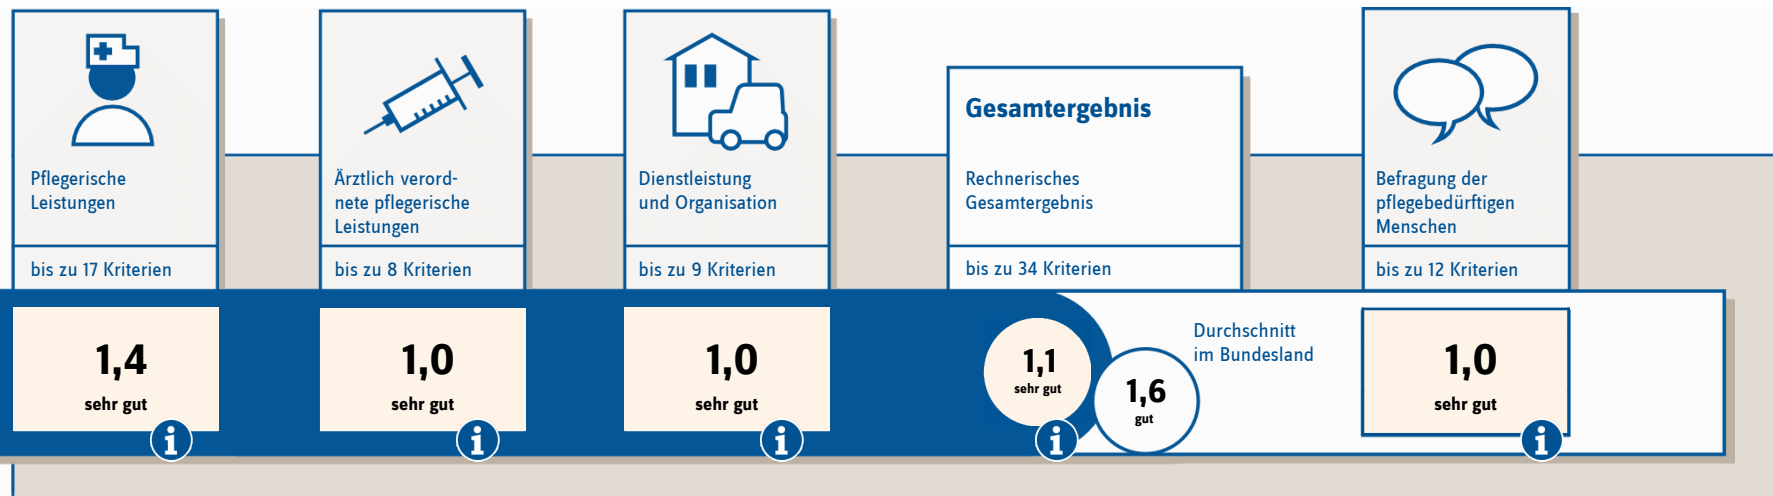 Pflegerische
Leistungen
bis zu 17 Kriterien
1,4
sehr gut
i
Ärztlich verord-
nete pflegerische
Leistungen
bis zu 8 Kriterien
1,0
sehr gut
i
Dienstleistung
und Organisation
bis zu 9 Kriterien
1,0
sehr gut
i
Gesamtergebnis
Rechnerisches
Gesamtergebnis
bis zu 34 Kriterien
1,1
sehr gut
i
Durchschnitt
im Bundesland
1,6
gut
Befragung der
pflegebedürftigen
Menschen
bis zu 12 Kriterien
1,0
sehr gut
i